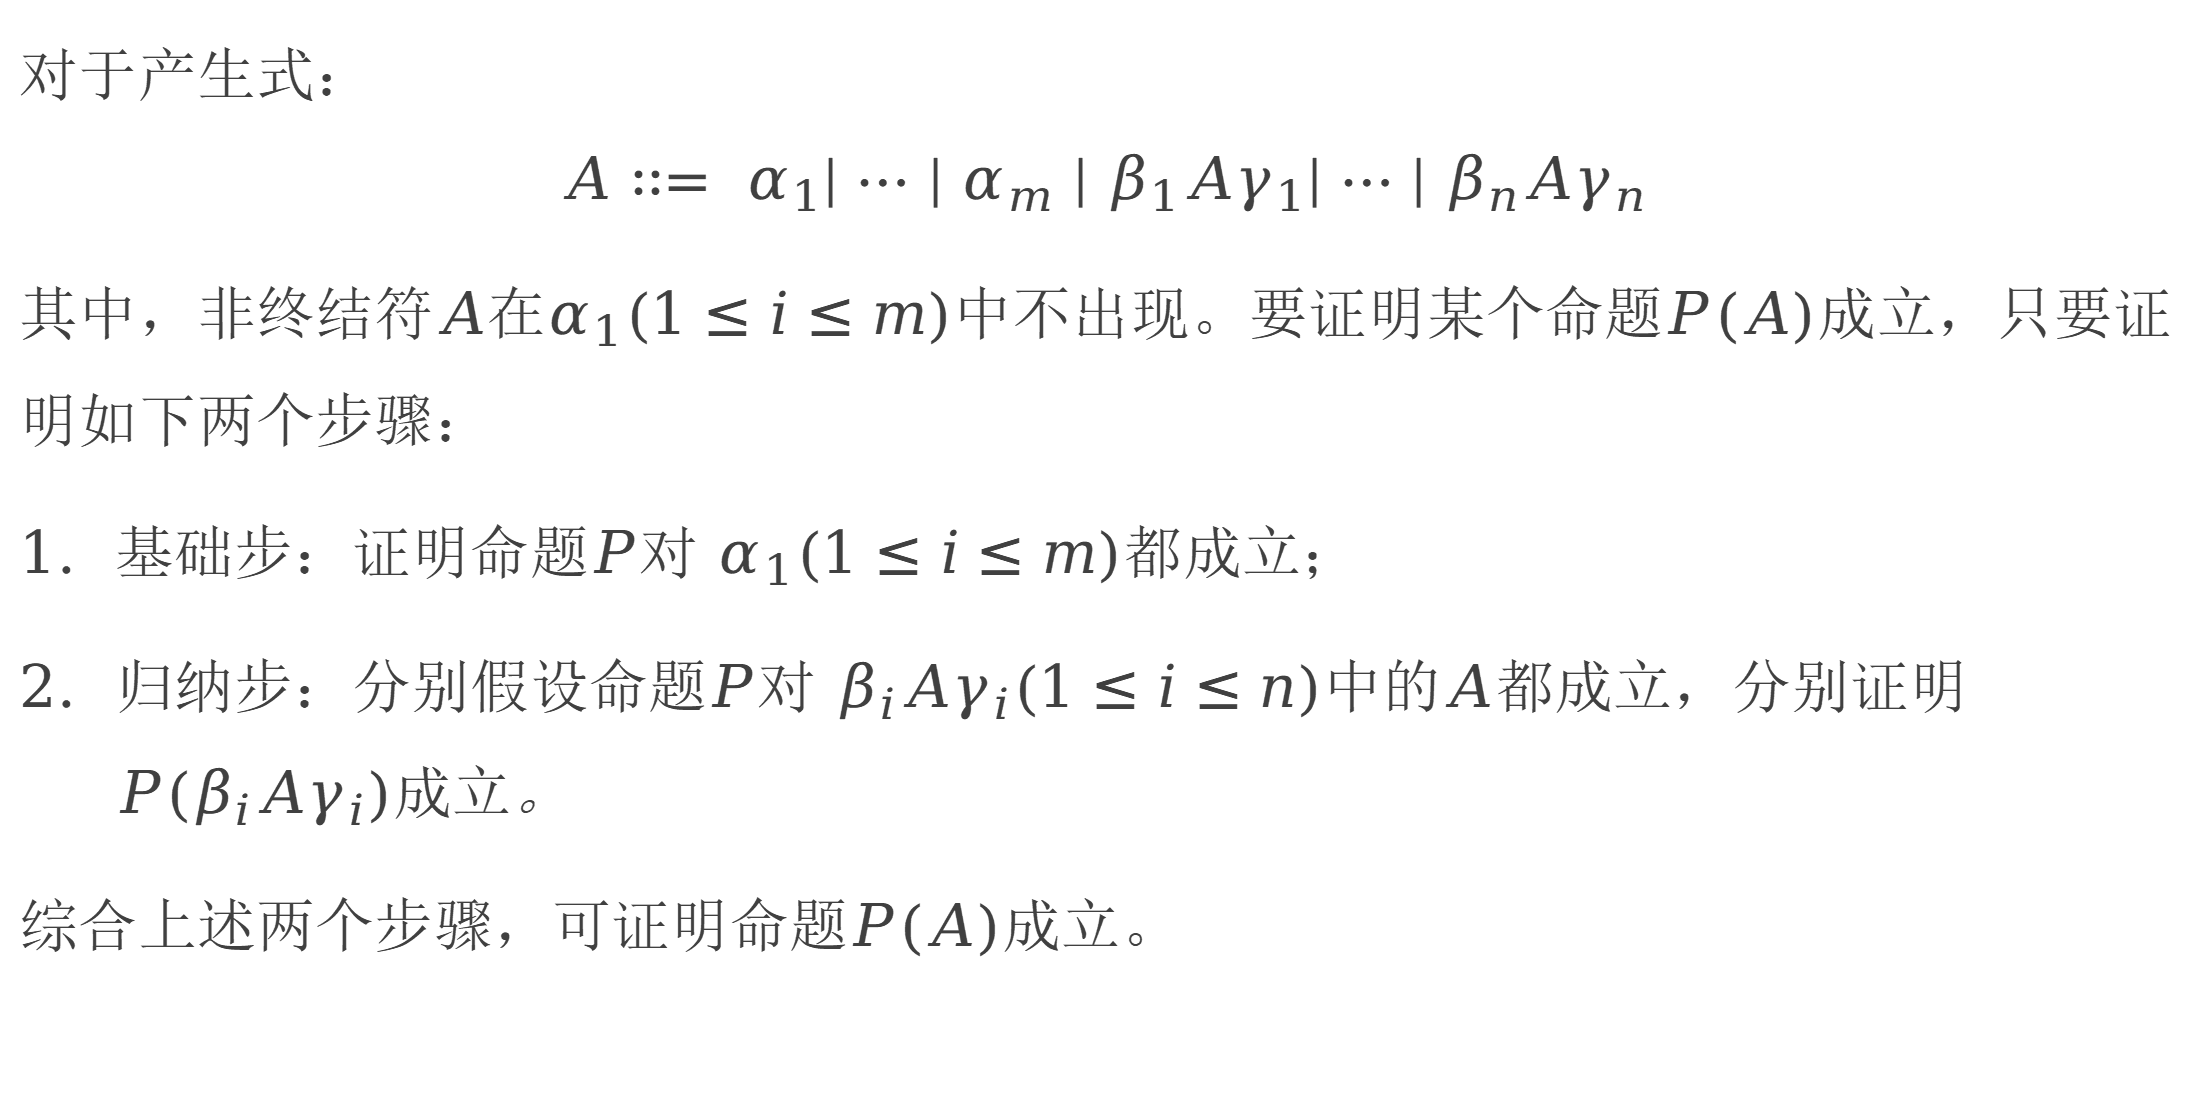 对于产生式：
A ::= α₁| ⋯ | αₘ | β₁Aγ₁| ⋯ | βₙAγₙ
其中，非终结符A在α₁(1 ≤ i ≤ m)中不出现。要证明某个命题P(A)成立，只要证
明如下两个步骤：
1. 基础步：证明命题P对 α₁(1 ≤ i ≤ m)都成立；
2. 归纳步：分别假设命题P对 βᵢAγᵢ(1 ≤ i ≤ n)中的A都成立，分别证明
P(βᵢAγᵢ)成立。
综合上述两个步骤，可证明命题P(A)成立。